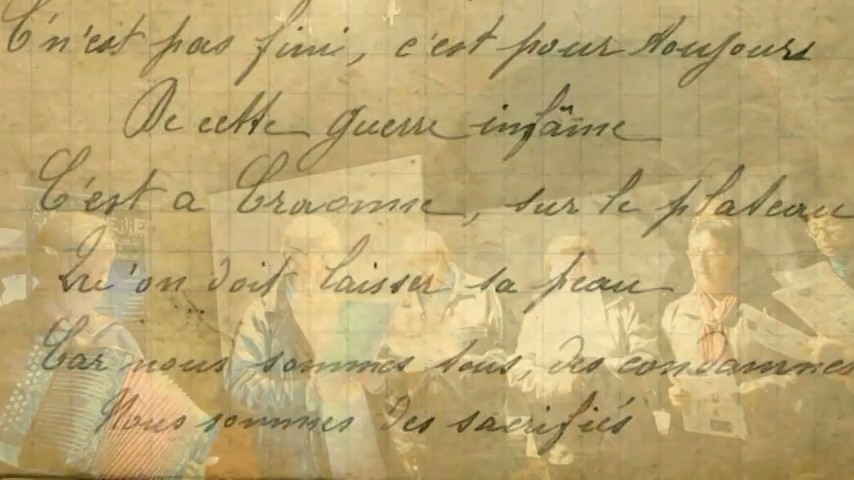 C'n'est pas fini, c'est pour toujours
De cette guerre infâme
C'est a Craonne, sur le plateau
Qu'on doit laisser sa peau
Car nous sommes tous, des condamnes
Nous sommes des sacrifiés